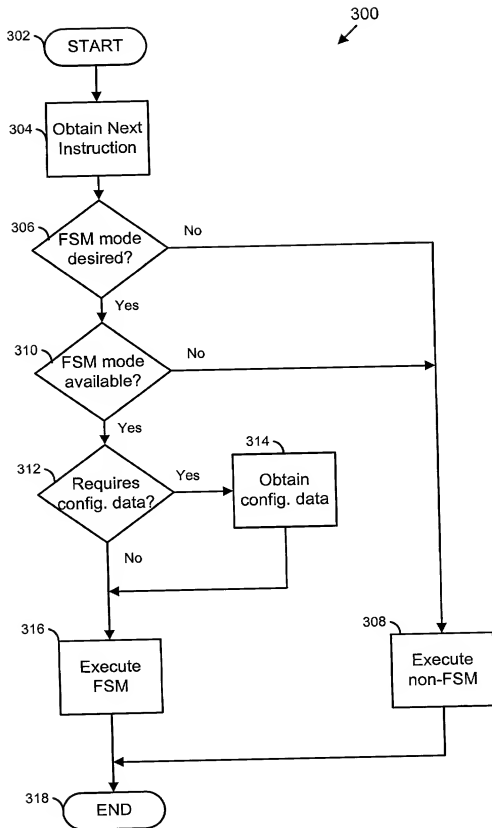 300
302
START
304
Obtain Next
Instruction
306
FSM mode
desired?
No
Yes
310
FSM mode
available?
No
Yes
312
Requires
config. data?
Yes
314
Obtain
config. data
No
316
Execute
FSM
308
Execute
non-FSM
318
END